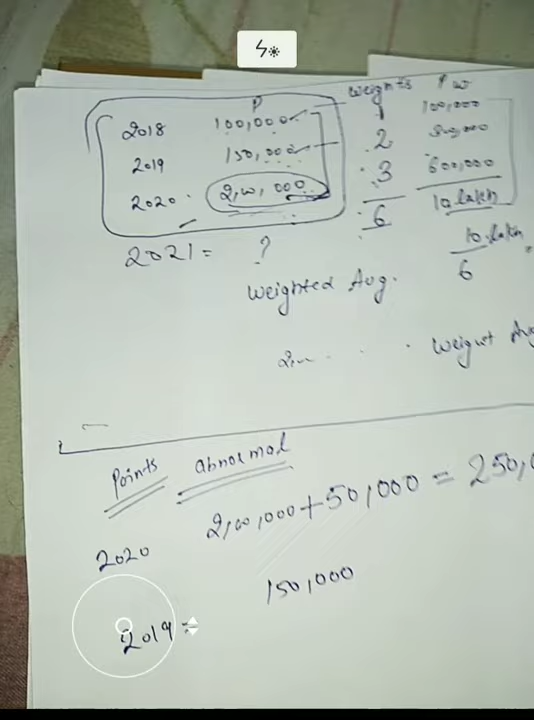 P weights P W
2018 100,000 1 100,000
2019 150,000 2 300,000
2020 2,00,000 3 600,000
6 10 lakh
2021 = ?
10 lakh
6
Weighted Avg.
Weight Avg
Points abnormal
2020 2,00,000 + 50,000 = 250,0
2019 = 150,000